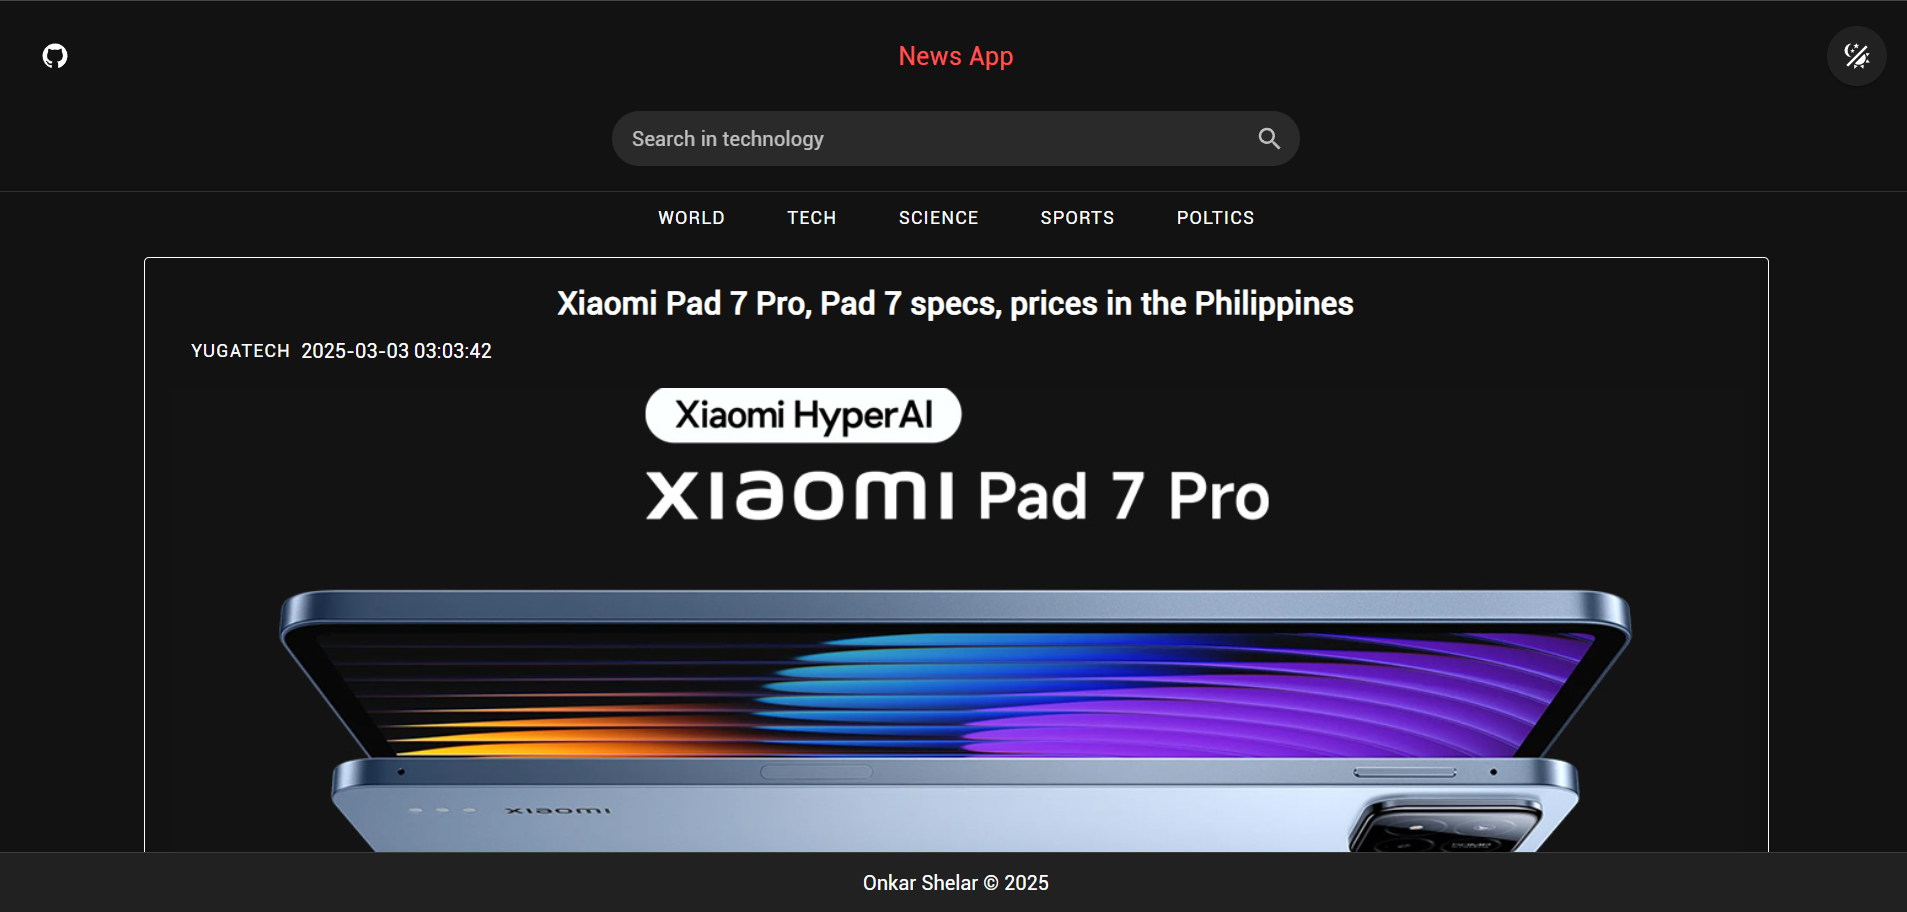 News App
Search in technology
WORLD TECH SCIENCE SPORTS POLTICS
Xiaomi Pad 7 Pro, Pad 7 specs, prices in the Philippines
YUGATECH 2025-03-03 03:03:42
Xiaomi HyperAI
xiaomi Pad 7 Pro
xiaomi
Onkar Shelar © 2025